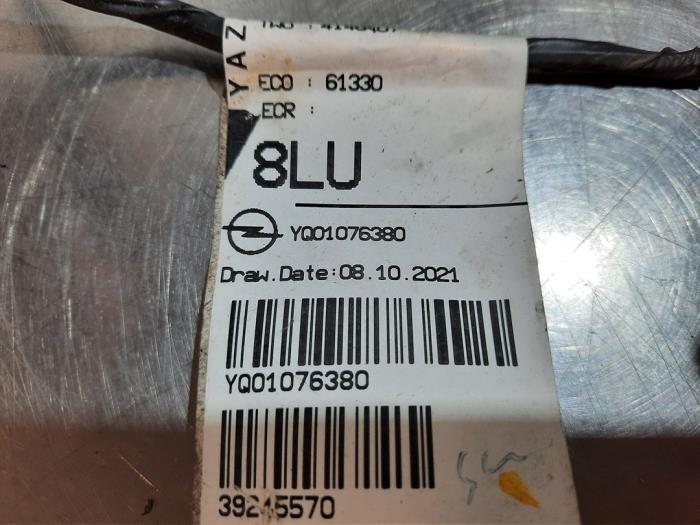 YAZ
ECO : 61330
ECR :
8LU
YQ01076380
Draw.Date:08.10.2021
YQ01076380
39245570